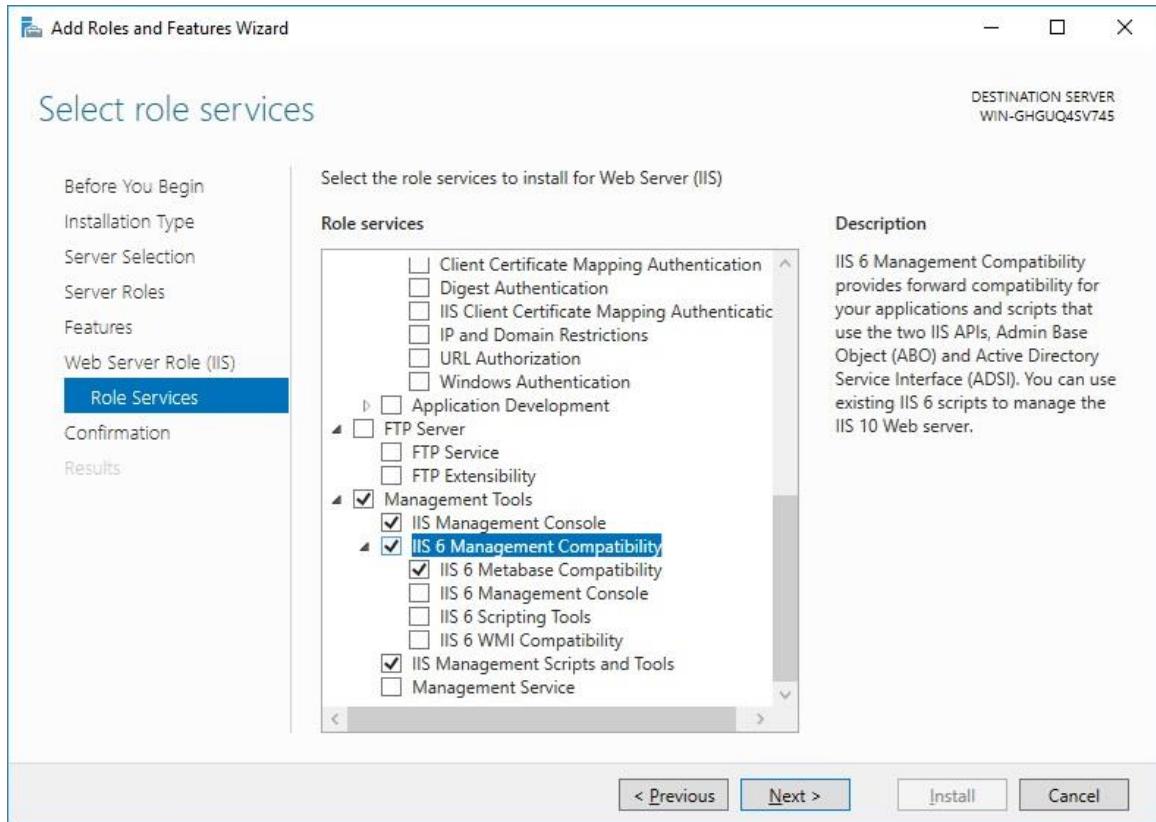 Add Roles and Features Wizard
Select role services
DESTINATION SERVER
WIN-GHGUQ4SV745
Before You Begin
Installation Type
Server Selection
Server Roles
Features
Web Server Role (IIS)
Role Services
Confirmation
Results
Select the role services to install for Web Server (IIS)
Role services
Client Certificate Mapping Authentication
Digest Authentication
IIS Client Certificate Mapping Authenticatic
IP and Domain Restrictions
URL Authorization
Windows Authentication
Application Development
FTP Server
FTP Service
FTP Extensibility
Management Tools
IIS Management Console
IIS 6 Management Compatibility
IIS 6 Metabase Compatibility
IIS 6 Management Console
IIS 6 Scripting Tools
IIS 6 WMI Compatibility
IIS Management Scripts and Tools
Management Service
Description
IIS 6 Management Compatibility
provides forward compatibility for
your applications and scripts that
use the two IIS APIs, Admin Base
Object (ABO) and Active Directory
Service Interface (ADSI). You can use
existing IIS 6 scripts to manage the
IIS 10 Web server.
< Previous
Next >
Install
Cancel